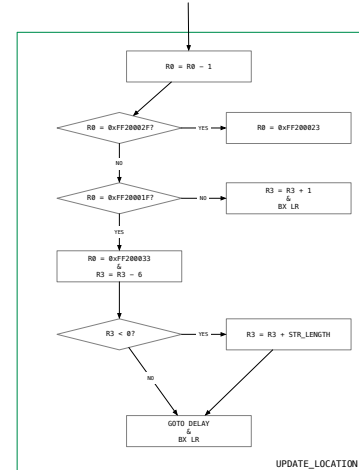 R0 = R0 − 1
R0 = 0xFF20002F?
YES
R0 = 0xFF200023
NO
R0 = 0xFF20001F?
NO
R3 = R3 + 1
&
BX LR
YES
R0 = 0xFF200033
&
R3 = R3 − 6
R3 < 0?
YES
R3 = R3 + STR_LENGTH
NO
GOTO DELAY
&
BX LR
UPDATE_LOCATION